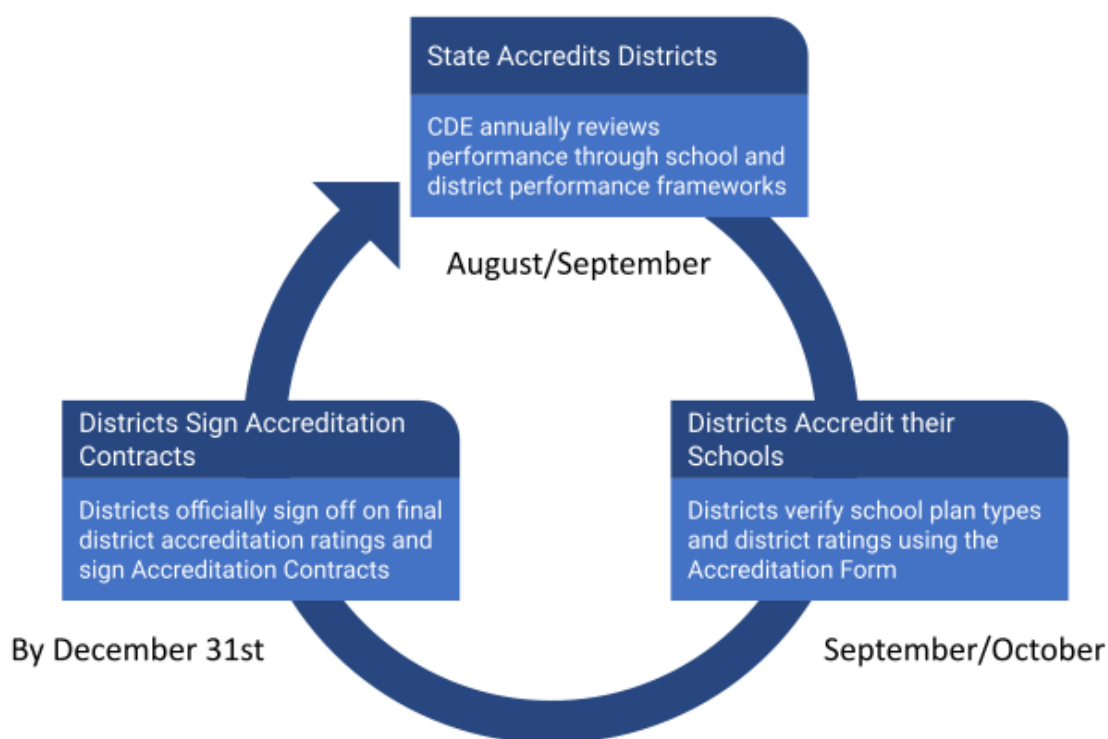 State Accredits Districts
CDE annually reviews
performance through school and
district performance frameworks
August/September
Districts Accredit their
Schools
Districts verify school plan types
and district ratings using the
Accreditation Form
September/October
Districts Sign Accreditation
Contracts
Districts officially sign off on final
district accreditation ratings and
sign Accreditation Contracts
By December 31st